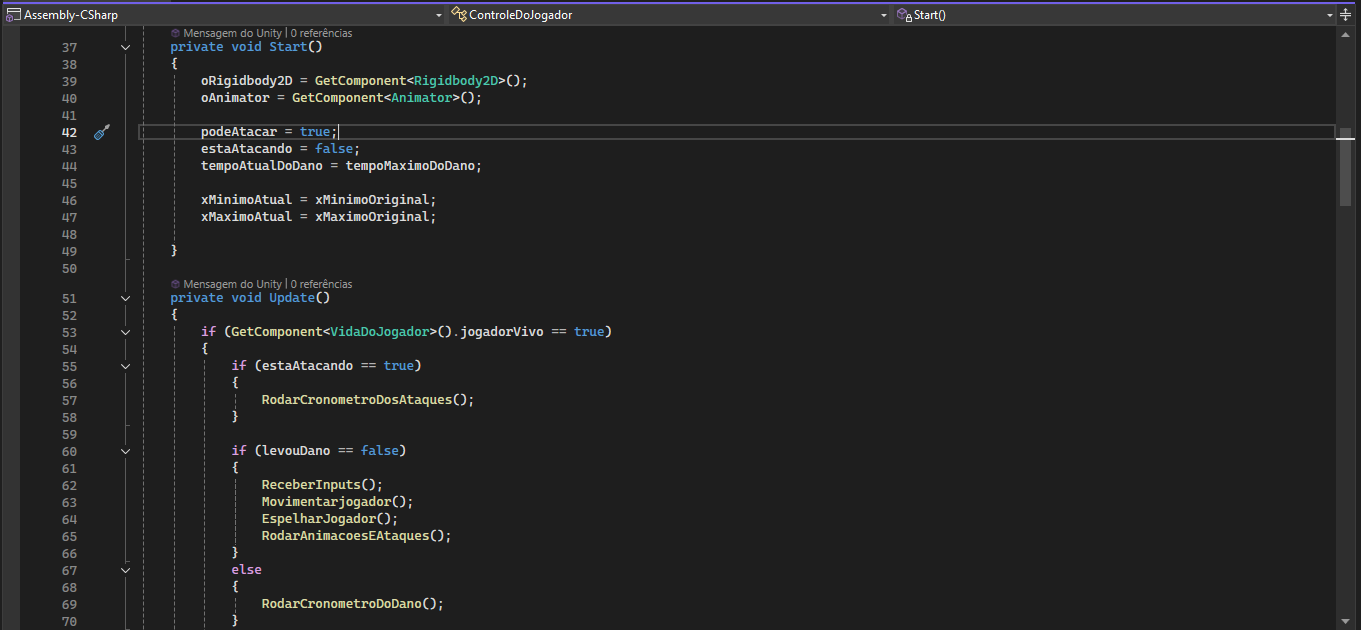 Assembly-CSharp ControleDoJogador Start()
Mensagem do Unity | 0 referências
37 private void Start()
38 {
39 oRigidbody2D = GetComponent<Rigidbody2D>();
40 oAnimator = GetComponent<Animator>();
41
42 podeAtacar = true;
43 estaAtacando = false;
44 tempoAtualDoDano = tempoMaximoDoDano;
45
46 xMinimoAtual = xMinimoOriginal;
47 xMaximoAtual = xMaximoOriginal;
48
49 }
50
Mensagem do Unity | 0 referências
51 private void Update()
52 {
53 if (GetComponent<VidaDoJogador>().jogadorVivo == true)
54 {
55 if (estaAtacando == true)
56 {
57 RodarCronometroDosAtaques();
58 }
59
60 if (levouDano == false)
61 {
62 ReceberInputs();
63 Movimentarjogador();
64 EspelharJogador();
65 RodarAnimacoesEAtaques();
66 }
67 else
68 {
69 RodarCronometroDoDano();
70 }